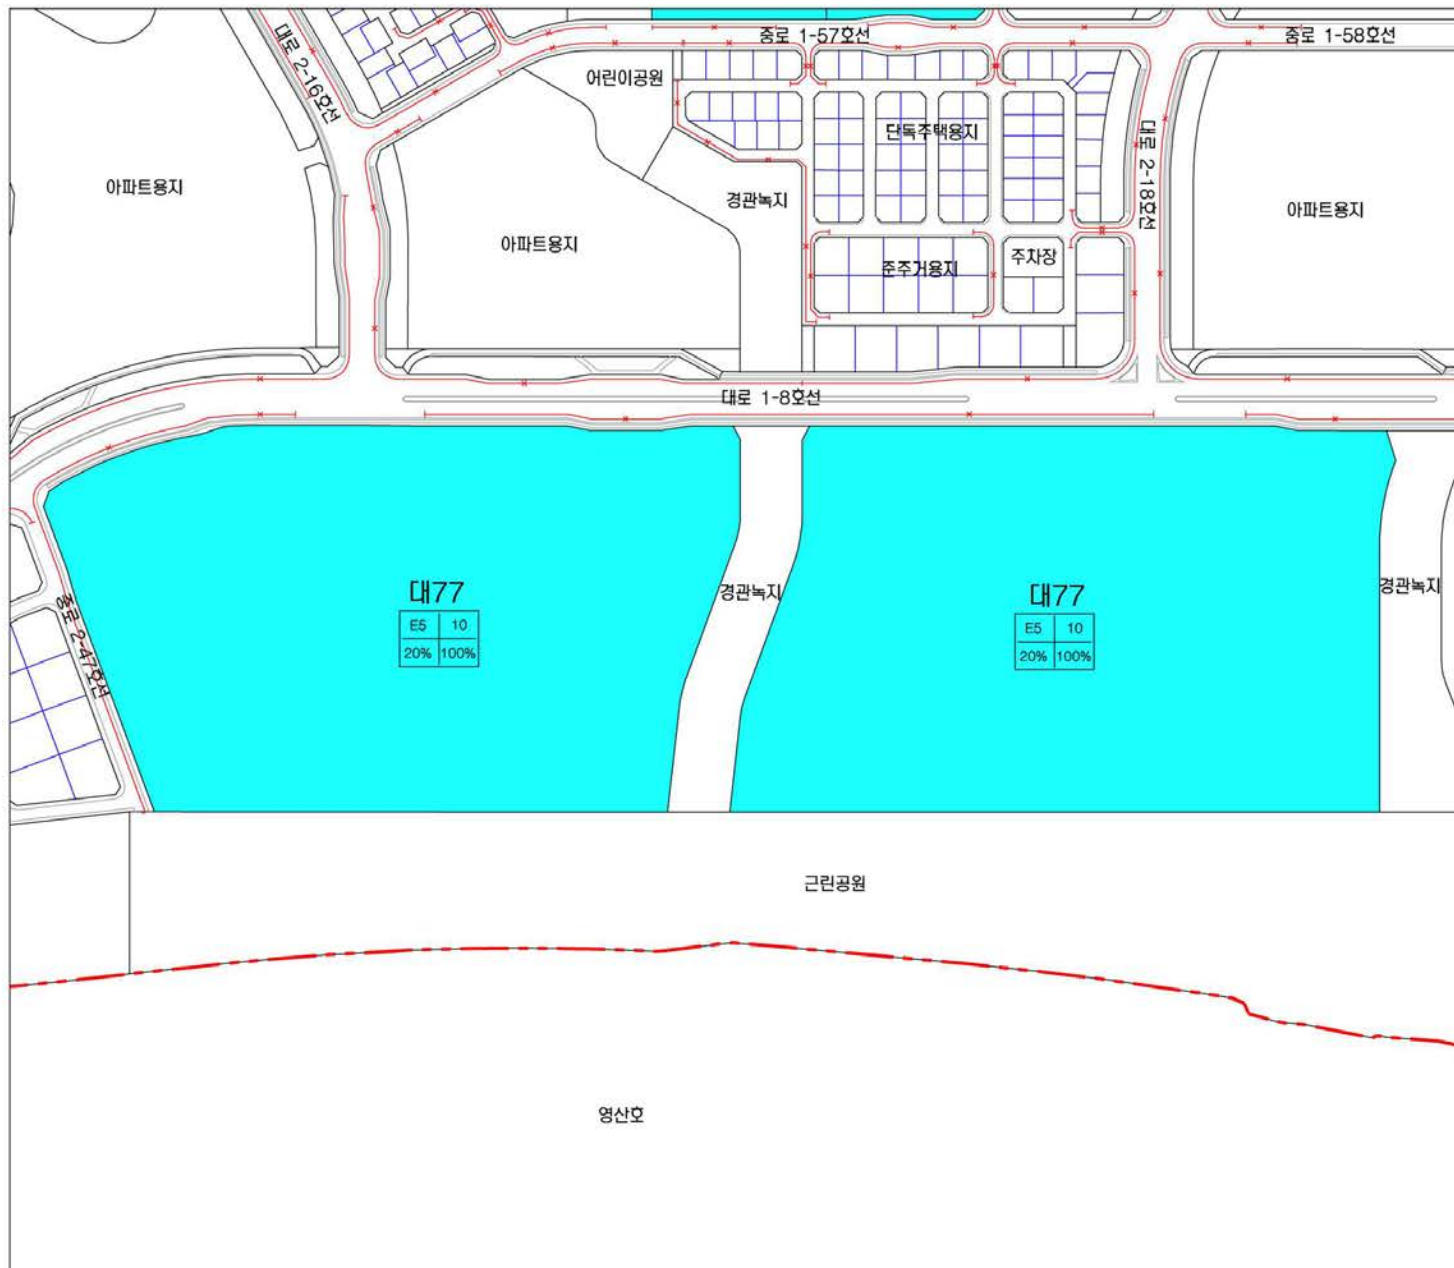 대로 2-16호선
중로 1-57호선
중로 1-58호선
어린이공원
단독주택용지
대로 2-18호선
아파트용지
경관녹지
아파트용지
아파트용지
준주거용지
주차장
대로 1-8호선
대77
E5 10
20% 100%
경관녹지
대77
E5 10
20% 100%
경관녹지
중로 2-47호선
근린공원
영산호